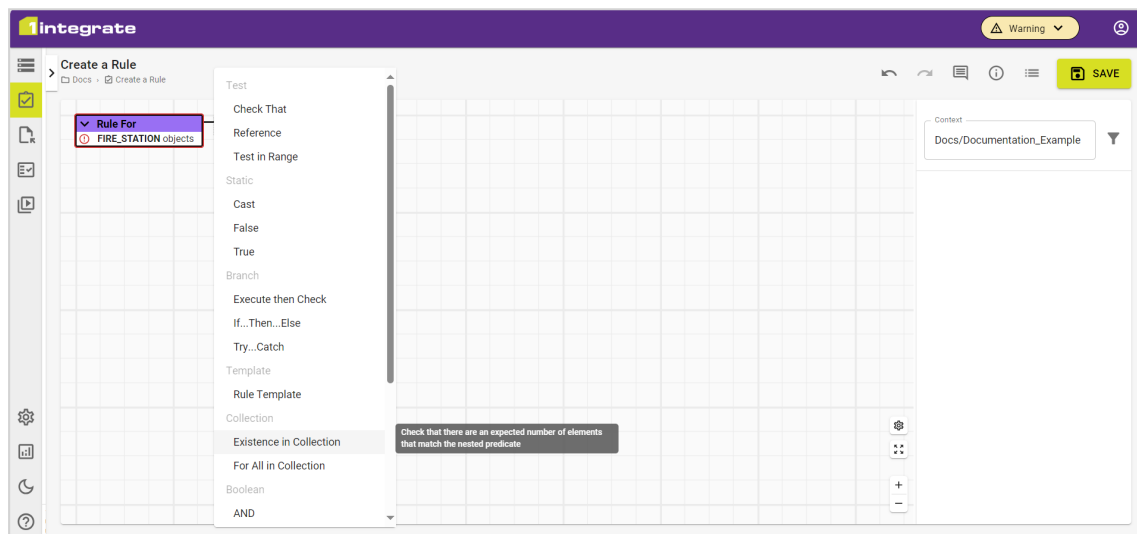 1integrate
Warning
Create a Rule
Docs › Create a Rule
SAVE
Rule For
FIRE_STATION objects
Test
Check That
Reference
Test in Range
Static
Cast
False
True
Branch
Execute then Check
If...Then...Else
Try...Catch
Template
Rule Template
Collection
Existence in Collection
For All in Collection
Boolean
AND
Check that there are an expected number of elements
that match the nested predicate
Context
Docs/Documentation_Example